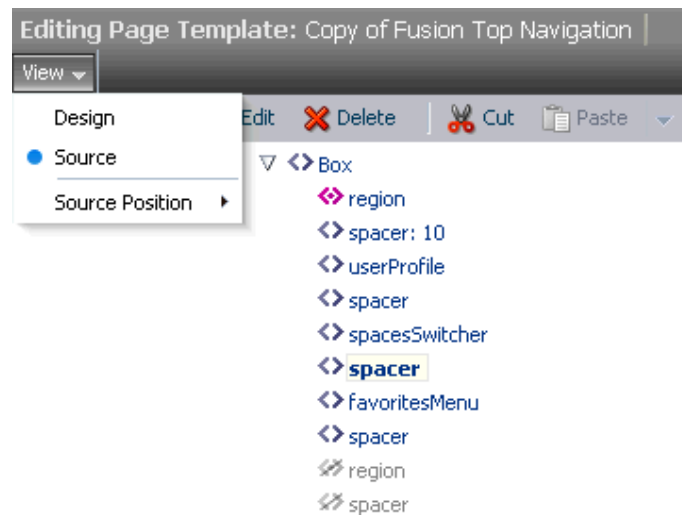 Editing Page Template: Copy of Fusion Top Navigation
View
Design Edit Delete Cut Paste
Source Box
Source Position region
spacer: 10
userProfile
spacer
spacesSwitcher
spacer
favoritesMenu
spacer
region
spacer